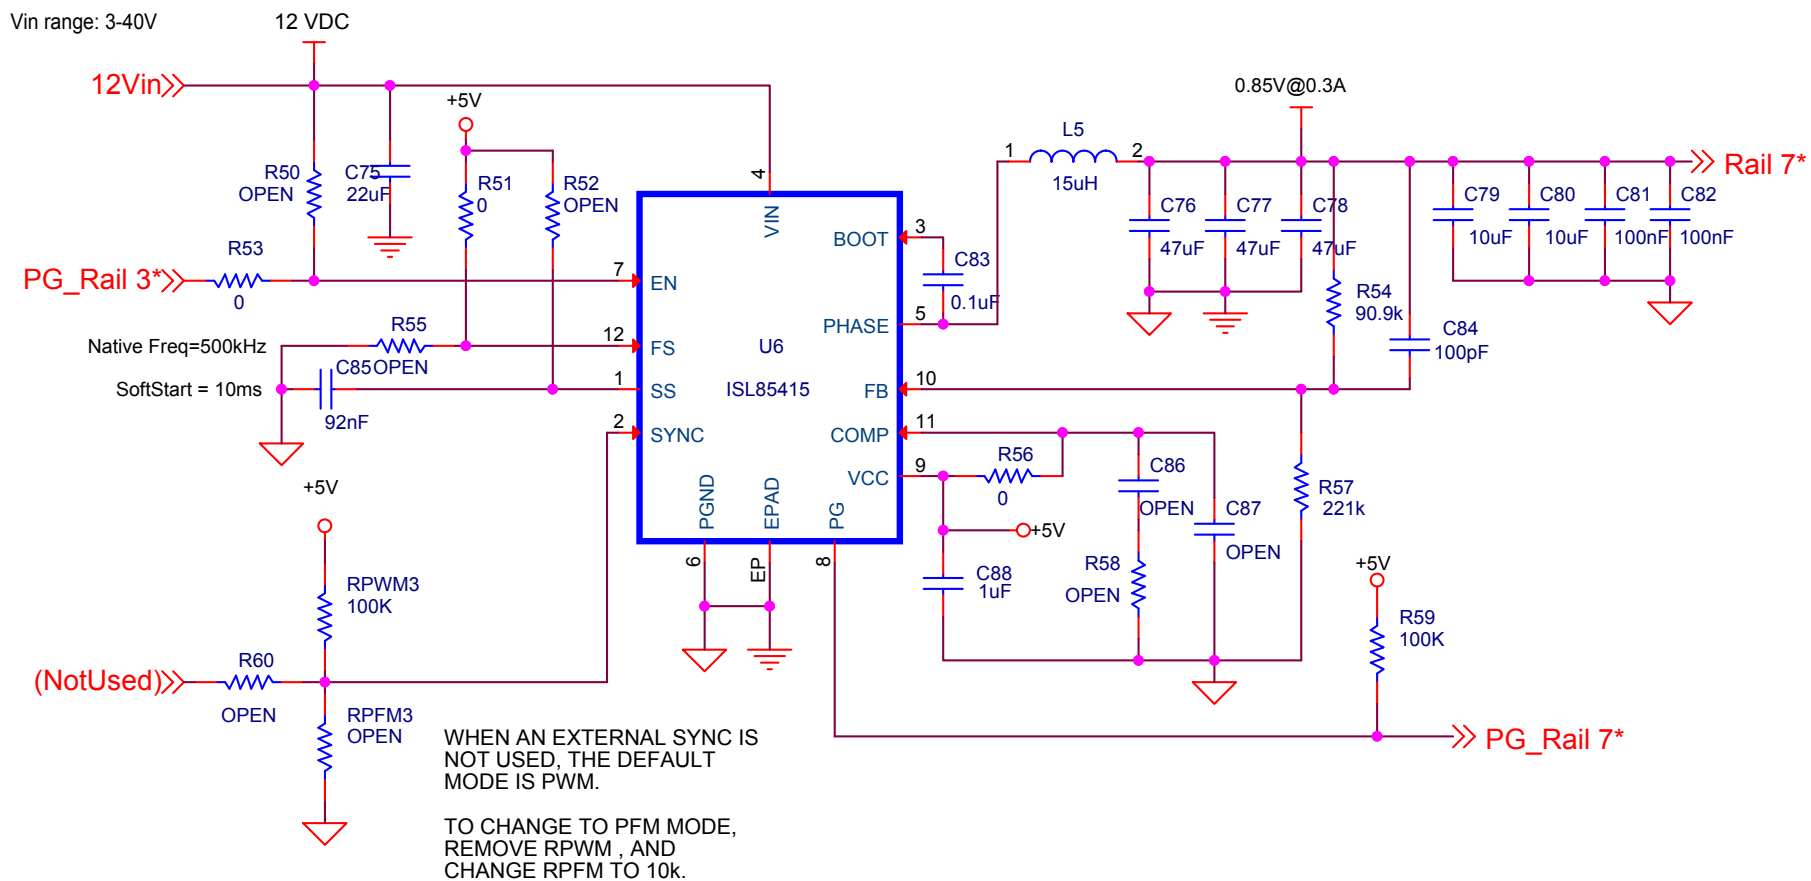 Vin range: 3-40V
12 VDC
12Vin
+5V
0.85V@0.3A
L5
1
2
15uH
Rail 7*
R50
OPEN
C75
22uF
R51
0
R52
OPEN
4
VIN
C76
47uF
C77
47uF
C78
47uF
C79
10uF
C80
10uF
C81
100nF
C82
100nF
R53
0
PG_Rail 3*
7
EN
BOOT
3
C83
0.1uF
PHASE
5
R54
90.9k
C84
100pF
Native Freq=500kHz
R55
OPEN
12
FS
U6
ISL85415
SoftStart = 10ms
C85
92nF
1
SS
FB
10
2
SYNC
COMP
11
VCC
9
R56
0
C86
OPEN
C87
OPEN
R57
221k
PGND
EPAD
PG
6
EP
8
+5V
C88
1uF
R58
OPEN
+5V
R59
100K
+5V
RPWM3
100K
R60
OPEN
(NotUsed)
RPFM3
OPEN
PG_Rail 7*
WHEN AN EXTERNAL SYNC IS
NOT USED, THE DEFAULT
MODE IS PWM.
TO CHANGE TO PFM MODE,
REMOVE RPWM , AND
CHANGE RPFM TO 10k.